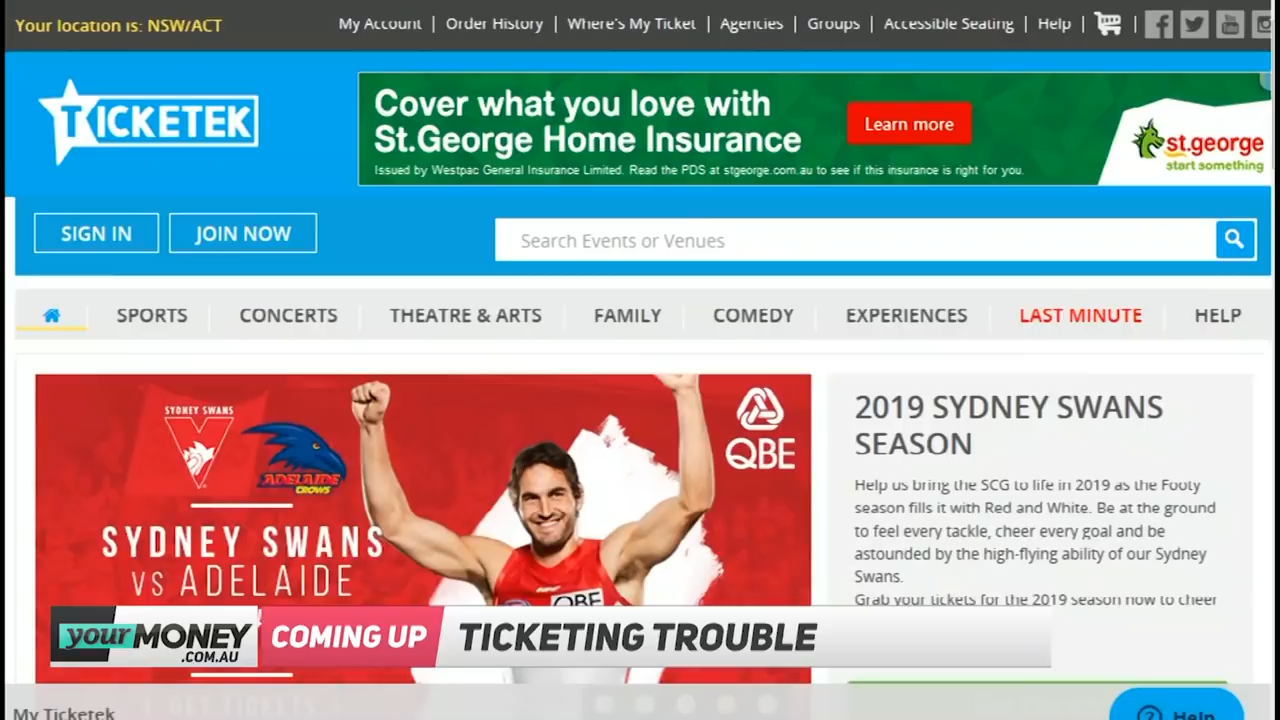 Your location is: NSW/ACT
My Account | Order History | Where's My Ticket | Agencies | Groups | Accessible Seating | Help |
TICKETEK
Cover what you love with
St.George Home Insurance
Issued by Westpac General Insurance Limited. Read the PDS at stgeorge.com.au to see if this insurance is right for you.
Learn more
st.george
start something
SIGN IN
JOIN NOW
Search Events or Venues
SPORTS
CONCERTS
THEATRE & ARTS
FAMILY
COMEDY
EXPERIENCES
LAST MINUTE
HELP
SYDNEY SWANS
ADELAIDE
CROWS
QBE
SYDNEY SWANS
VS ADELAIDE
QBE
2019 SYDNEY SWANS
SEASON
Help us bring the SCG to life in 2019 as the Footy
season fills it with Red and White. Be at the ground
to feel every tackle, cheer every goal and be
astounded by the high-flying ability of our Sydney
Swans.
Grab your tickets for the 2019 season now to cheer
your MONEY
.COM.AU
COMING UP
TICKETING TROUBLE
GET TICKETS
My Ticketek
Help